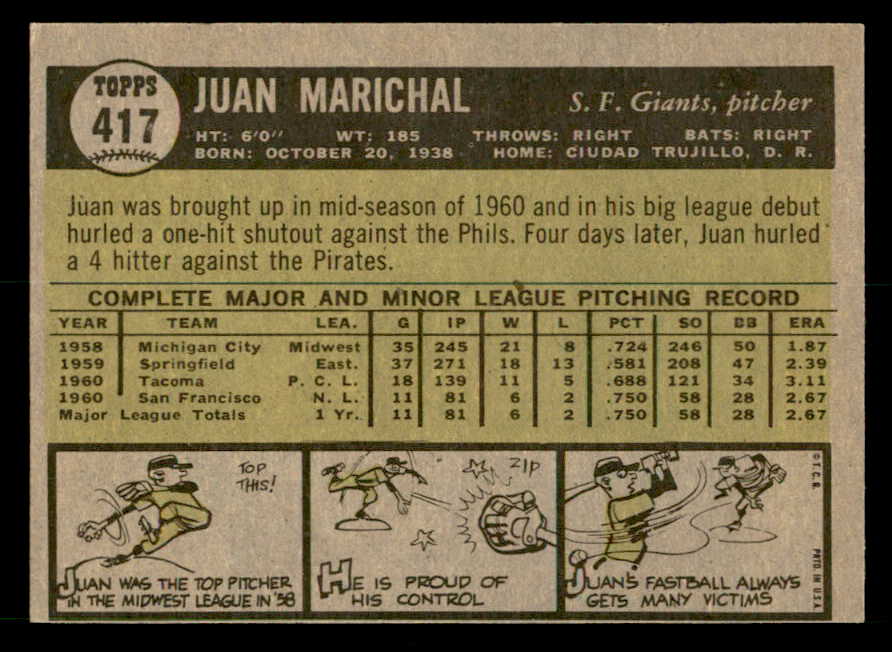 TOPPS
417
JUAN MARICHAL
S. F. Giants, pitcher
HT: 6'0" WT: 185 THROWS: RIGHT BATS: RIGHT
BORN: OCTOBER 20, 1938 HOME: CIUDAD TRUJILLO, D. R.
Juan was brought up in mid-season of 1960 and in his big league debut
hurled a one-hit shutout against the Phils. Four days later, Juan hurled
a 4 hitter against the Pirates.
COMPLETE MAJOR AND MINOR LEAGUE PITCHING RECORD
YEAR TEAM LEA. G IP W L PCT SO BB ERA
1958 Michigan City Midwest 35 245 21 8 .724 246 50 1.87
1959 Springfield East. 37 271 18 13 .581 208 47 2.39
1960 Tacoma P. C. L. 18 139 11 5 .688 121 34 3.11
1960 San Francisco N. L. 11 81 6 2 .750 58 28 2.67
Major League Totals 1 Yr. 11 81 6 2 .750 58 28 2.67
TOP
THIS!
JUAN WAS THE TOP PITCHER
IN THE MIDWEST LEAGUE IN '58
ZIP
HE IS PROUD OF
HIS CONTROL
JUAN'S FASTBALL ALWAYS
GETS MANY VICTIMS
© T. C. G.
PRTD. IN U.S.A.